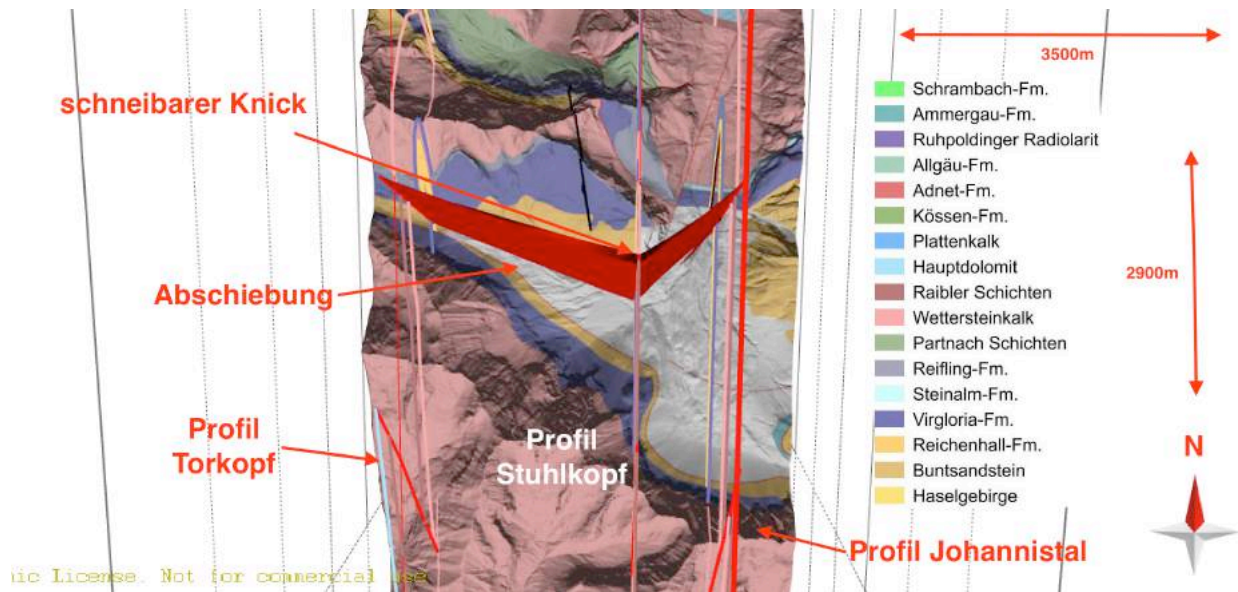 3500m
schneibarer Knick
Schrambach-Fm.
Ammergau-Fm.
Ruhpoldinger Radiolarit
Allgäu-Fm.
Adnet-Fm.
Kössen-Fm.
Plattenkalk
Hauptdolomit
Raibler Schichten
Wettersteinkalk
Partnach Schichten
Reifling-Fm.
Steinalm-Fm.
Virgloria-Fm.
Reichenhall-Fm.
Buntsandstein
Haselgebirge
2900m
Abschiebung
Profil
Torkopf
Profil
Stuhlkopf
N
Profil Johannistal
ic License. Not for commercial use